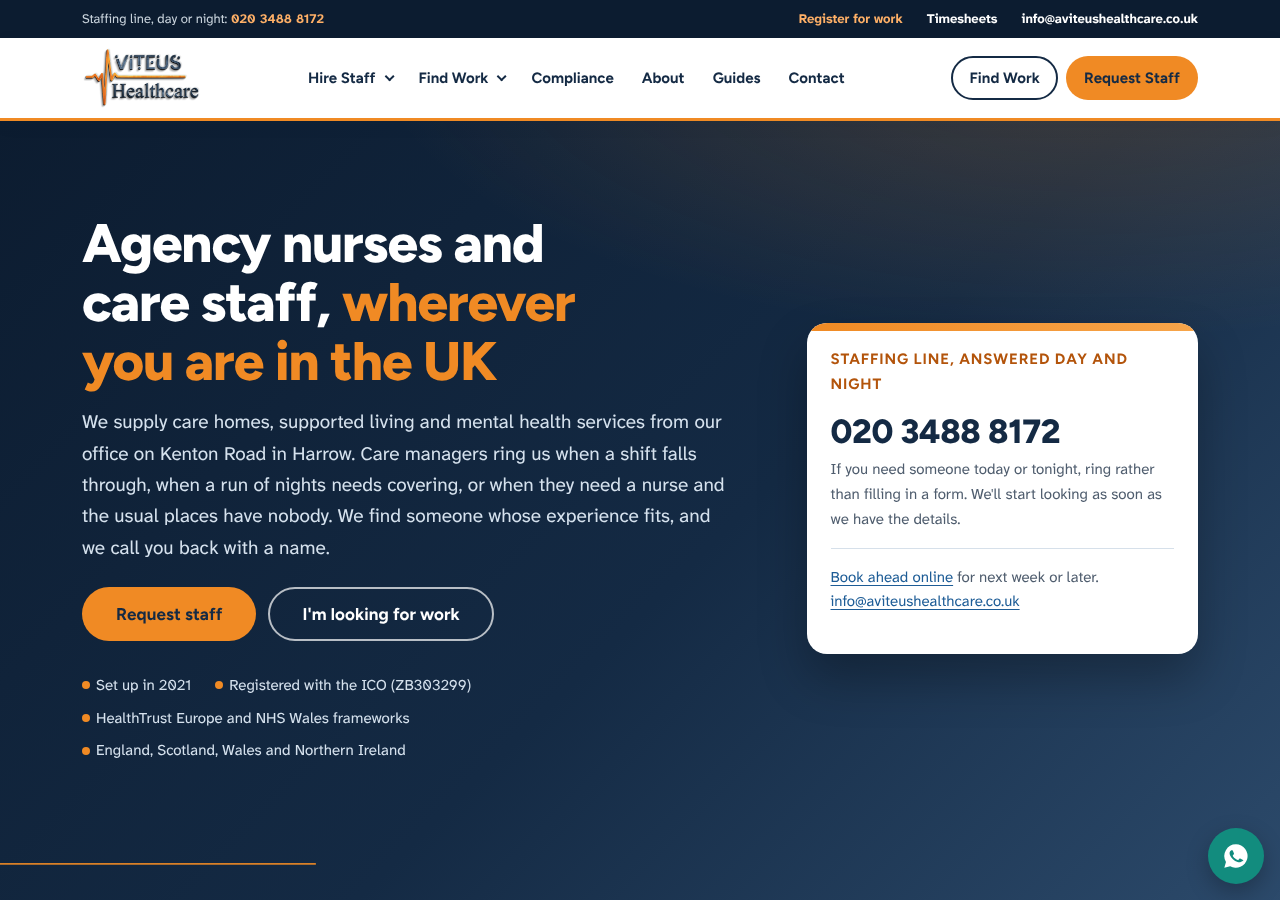 Staffing line, day or night: 020 3488 8172
Register for work
Timesheets
info@aviteushealthcare.co.uk
VITEUS
Healthcare
Hire Staff
Find Work
Compliance
About
Guides
Contact
Find Work
Request Staff
Agency nurses and
care staff, wherever
you are in the UK
We supply care homes, supported living and mental health services from our
office on Kenton Road in Harrow. Care managers ring us when a shift falls
through, when a run of nights needs covering, or when they need a nurse and
the usual places have nobody. We find someone whose experience fits, and
we call you back with a name.
Request staff
I'm looking for work
Set up in 2021
Registered with the ICO (ZB303299)
HealthTrust Europe and NHS Wales frameworks
England, Scotland, Wales and Northern Ireland
STAFFING LINE, ANSWERED DAY AND
NIGHT
020 3488 8172
If you need someone today or tonight, ring rather
than filling in a form. We'll start looking as soon as
we have the details.
Book ahead online for next week or later.
info@aviteushealthcare.co.uk